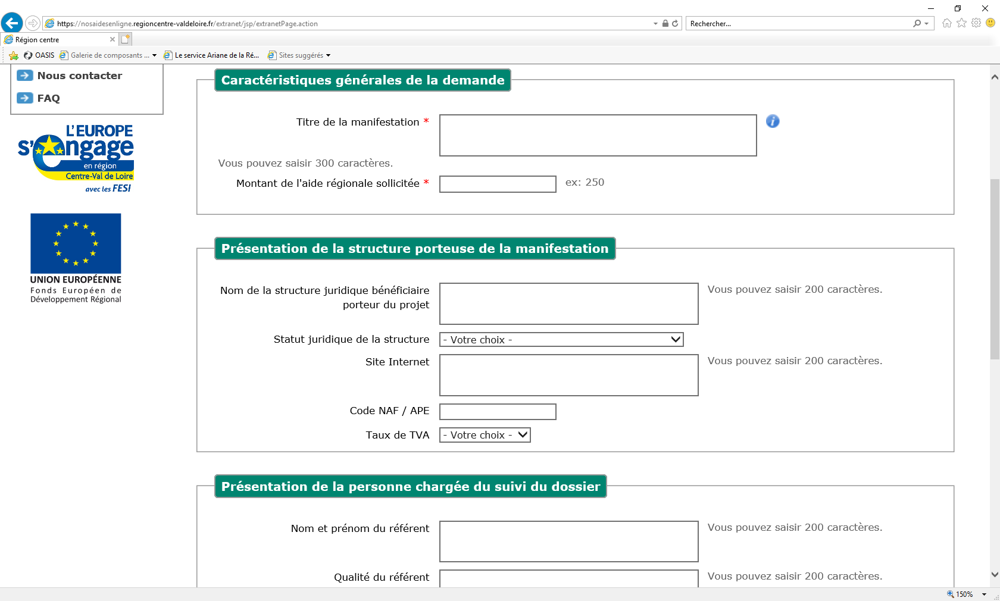 https://nosaidesenligne.regioncentre-valdeloire.fr/extranet/jsp/extranetPage.action
Rechercher...
Région centre
OASIS
Galerie de composants ...
Le service Ariane de la Ré...
Sites suggérés
Nous contacter
FAQ
L'EUROPE
s'engage
en région
Centre-Val de Loire
avec les FESI
UNION EUROPÉENNE
Fonds Européen de
Développement Régional
Caractéristiques générales de la demande
Titre de la manifestation *
Vous pouvez saisir 300 caractères.
Montant de l'aide régionale sollicitée * ex: 250
Présentation de la structure porteuse de la manifestation
Nom de la structure juridique bénéficiaire
porteur du projet
Vous pouvez saisir 200 caractères.
Statut juridique de la structure - Votre choix -
Site Internet Vous pouvez saisir 200 caractères.
Code NAF / APE
Taux de TVA - Votre choix -
Présentation de la personne chargée du suivi du dossier
Nom et prénom du référent Vous pouvez saisir 200 caractères.
Qualité du référent Vous pouvez saisir 200 caractères.
150%